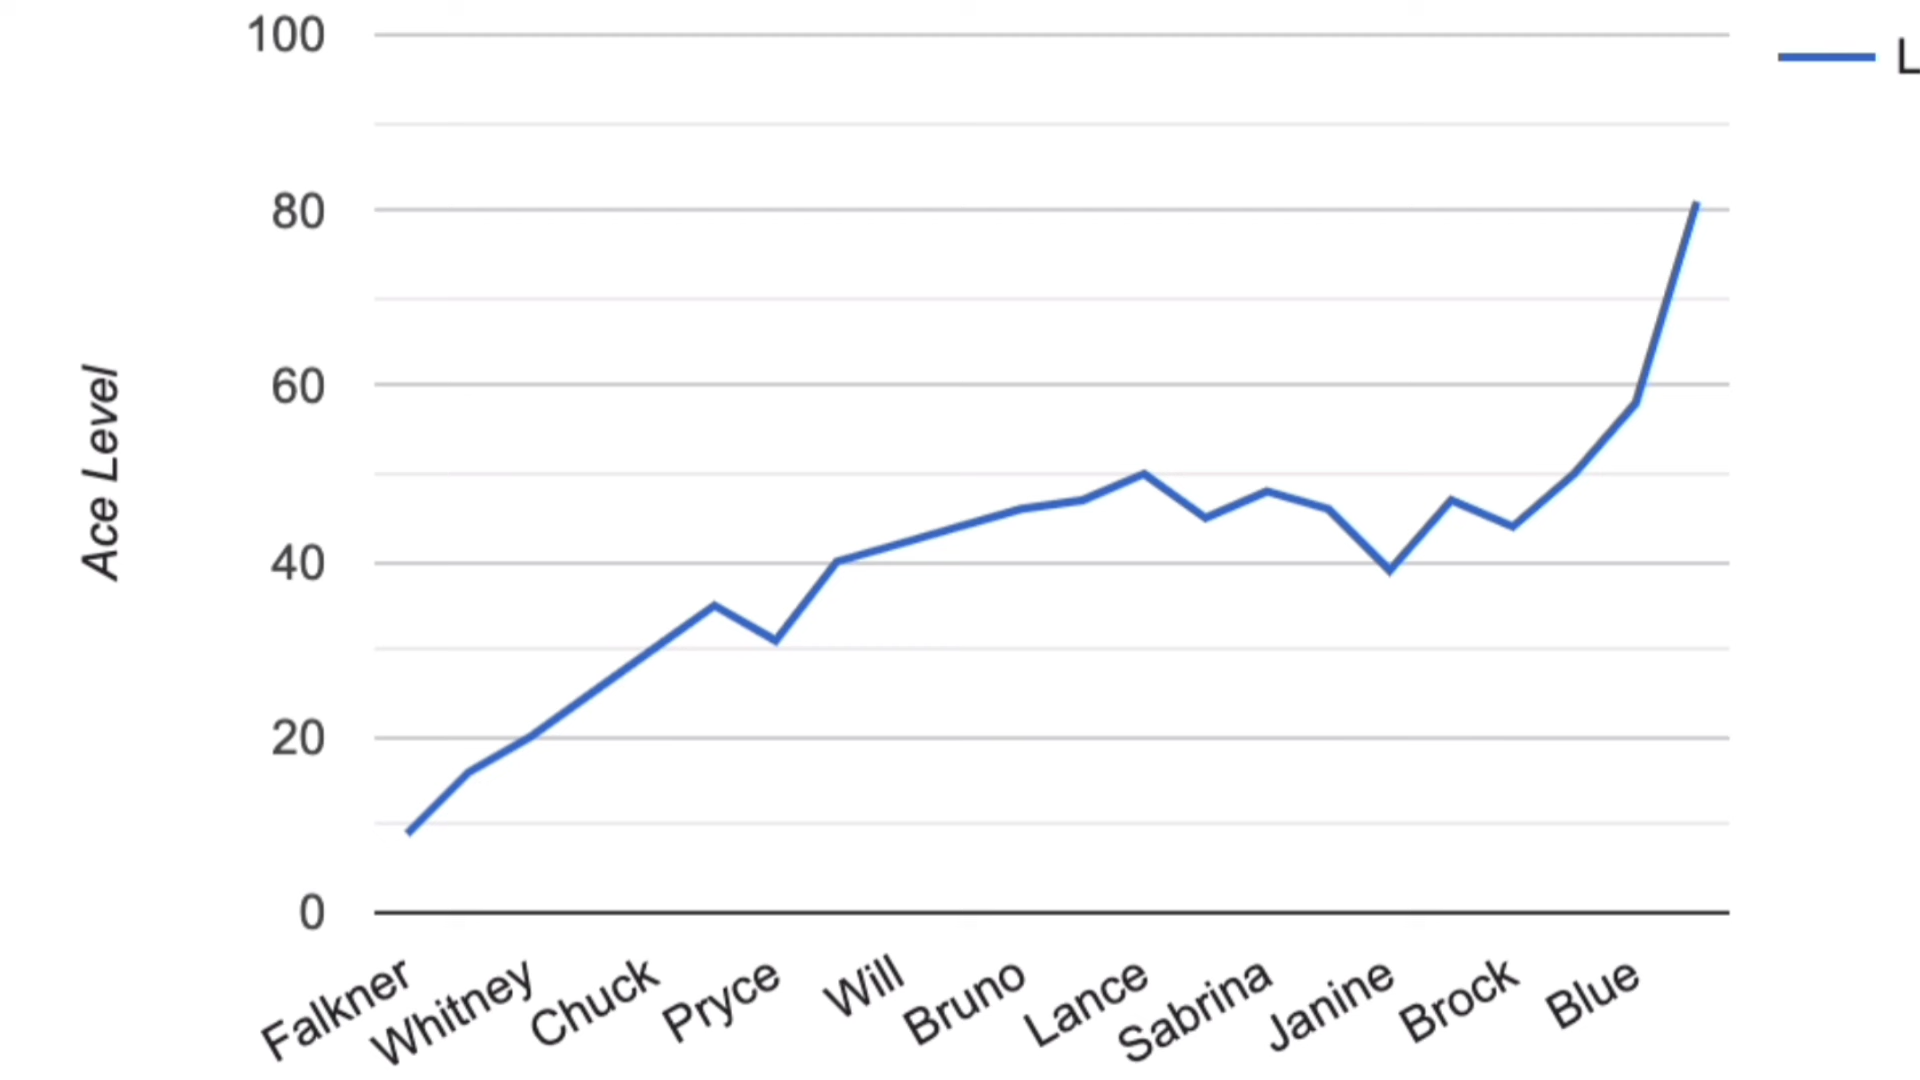 100
80
60
40
20
0
Ace Level
L
Falkner
Whitney
Chuck
Pryce
Will
Bruno
Lance
Sabrina
Janine
Brock
Blue